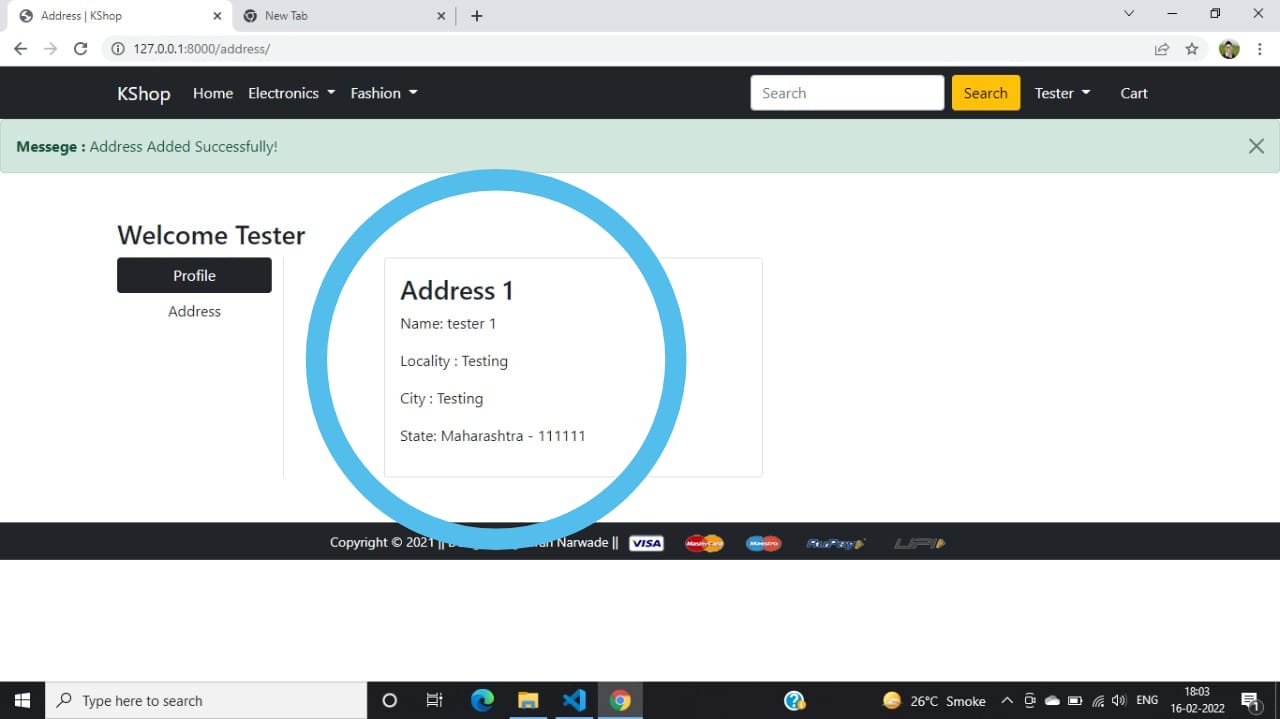 Address | KShop
New Tab
127.0.0.1:8000/address/
KShop Home Electronics Fashion Search Search Tester Cart
Messege : Address Added Successfully!
Welcome Tester
Profile
Address
Address 1
Name: tester 1
Locality : Testing
City : Testing
State: Maharashtra - 111111
Copyright © 2021 || Narwade || VISA MasterCard Maestro RuPay UPI
Type here to search
26°C Smoke
ENG
18:03
16-02-2022
1